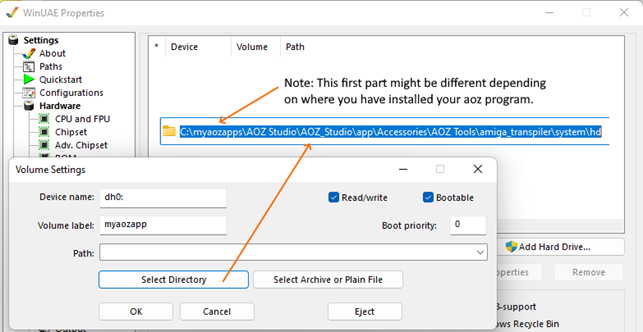 WinUAE Properties
Settings
About
Paths
Quickstart
Configurations
Hardware
CPU and FPU
Chipset
Adv. Chipset
* Device Volume Path
Note: This first part might be different depending
on where you have installed your aoz program.
C:\myaozapps\AOZ Studio\AOZ_Studio\app\Accessories\AOZ Tools\amiga_transpiler\system\hd
Volume Settings
Device name: dh0: Read/write Bootable
Volume label: myaozapp Boot priority: 0
Path:
Select Directory Select Archive or Plain File
OK Cancel Eject
Add Hard Drive...
operties Remove
3-support
ows Recycle Bin
Output